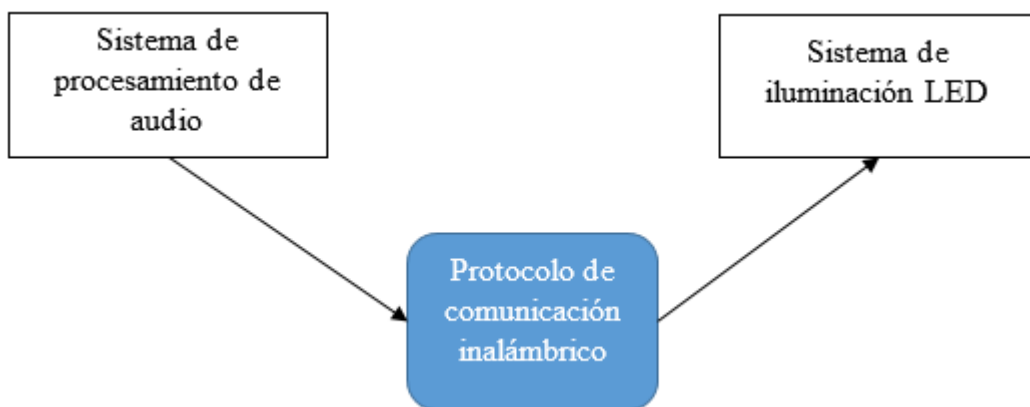 Sistema de
procesamiento de
audio
Sistema de
iluminación LED
Protocolo de
comunicación
inalámbrico